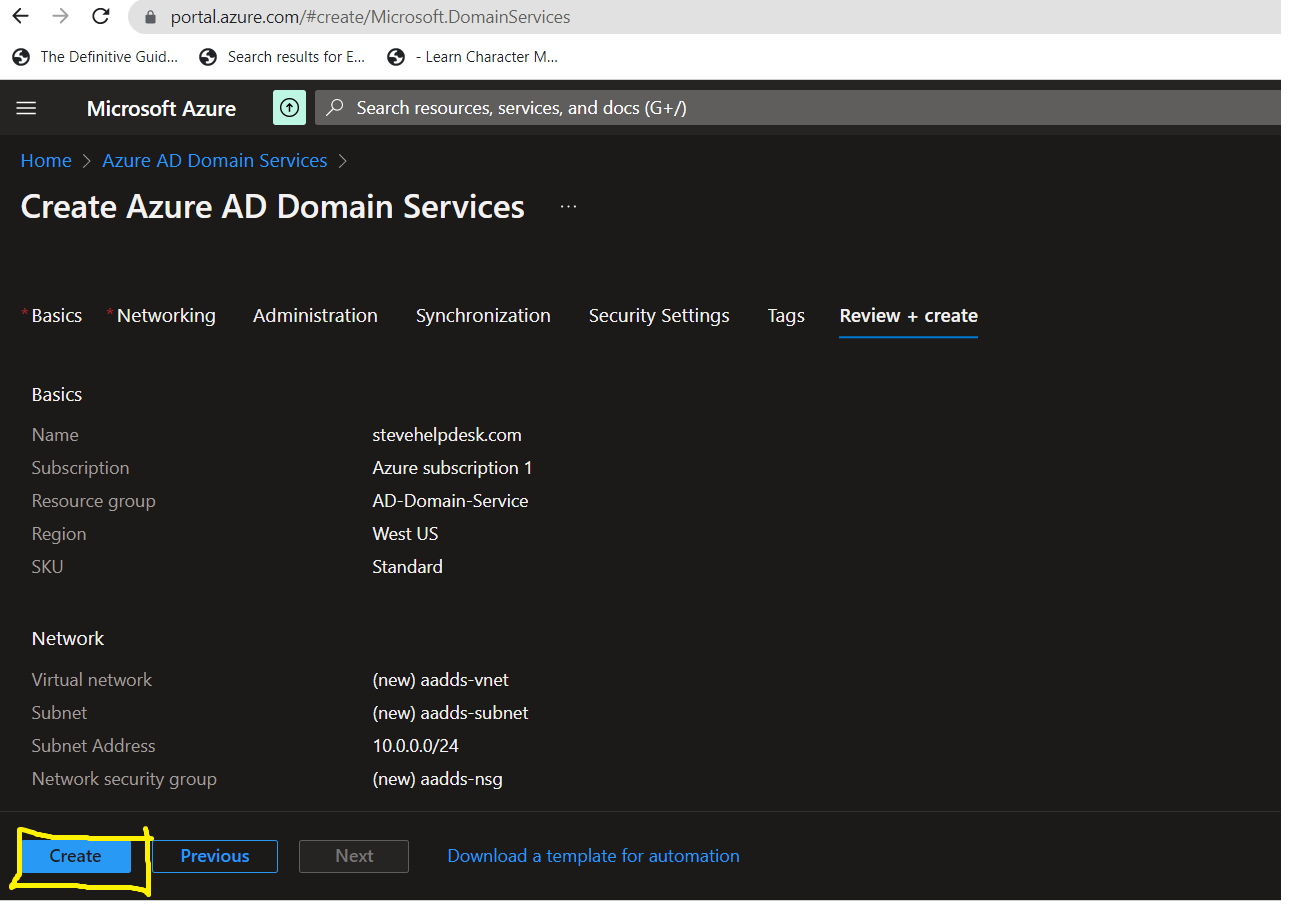 portal.azure.com/#create/Microsoft.DomainServices
The Definitive Guid... Search results for E... - Learn Character M...
Microsoft Azure Search resources, services, and docs (G+/)
Home > Azure AD Domain Services >
Create Azure AD Domain Services ...
* Basics * Networking Administration Synchronization Security Settings Tags Review + create
Basics
Name stevehelpdesk.com
Subscription Azure subscription 1
Resource group AD-Domain-Service
Region West US
SKU Standard
Network
Virtual network (new) aadds-vnet
Subnet (new) aadds-subnet
Subnet Address 10.0.0.0/24
Network security group (new) aadds-nsg
Create Previous Next Download a template for automation